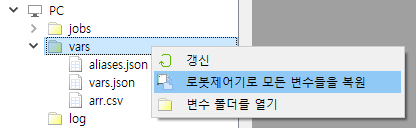 PC
jobs
vars
aliases.json
vars.json
arr.csv
log
갱신
로봇제어기로 모든 변수들을 복원
변수 폴더를 열기